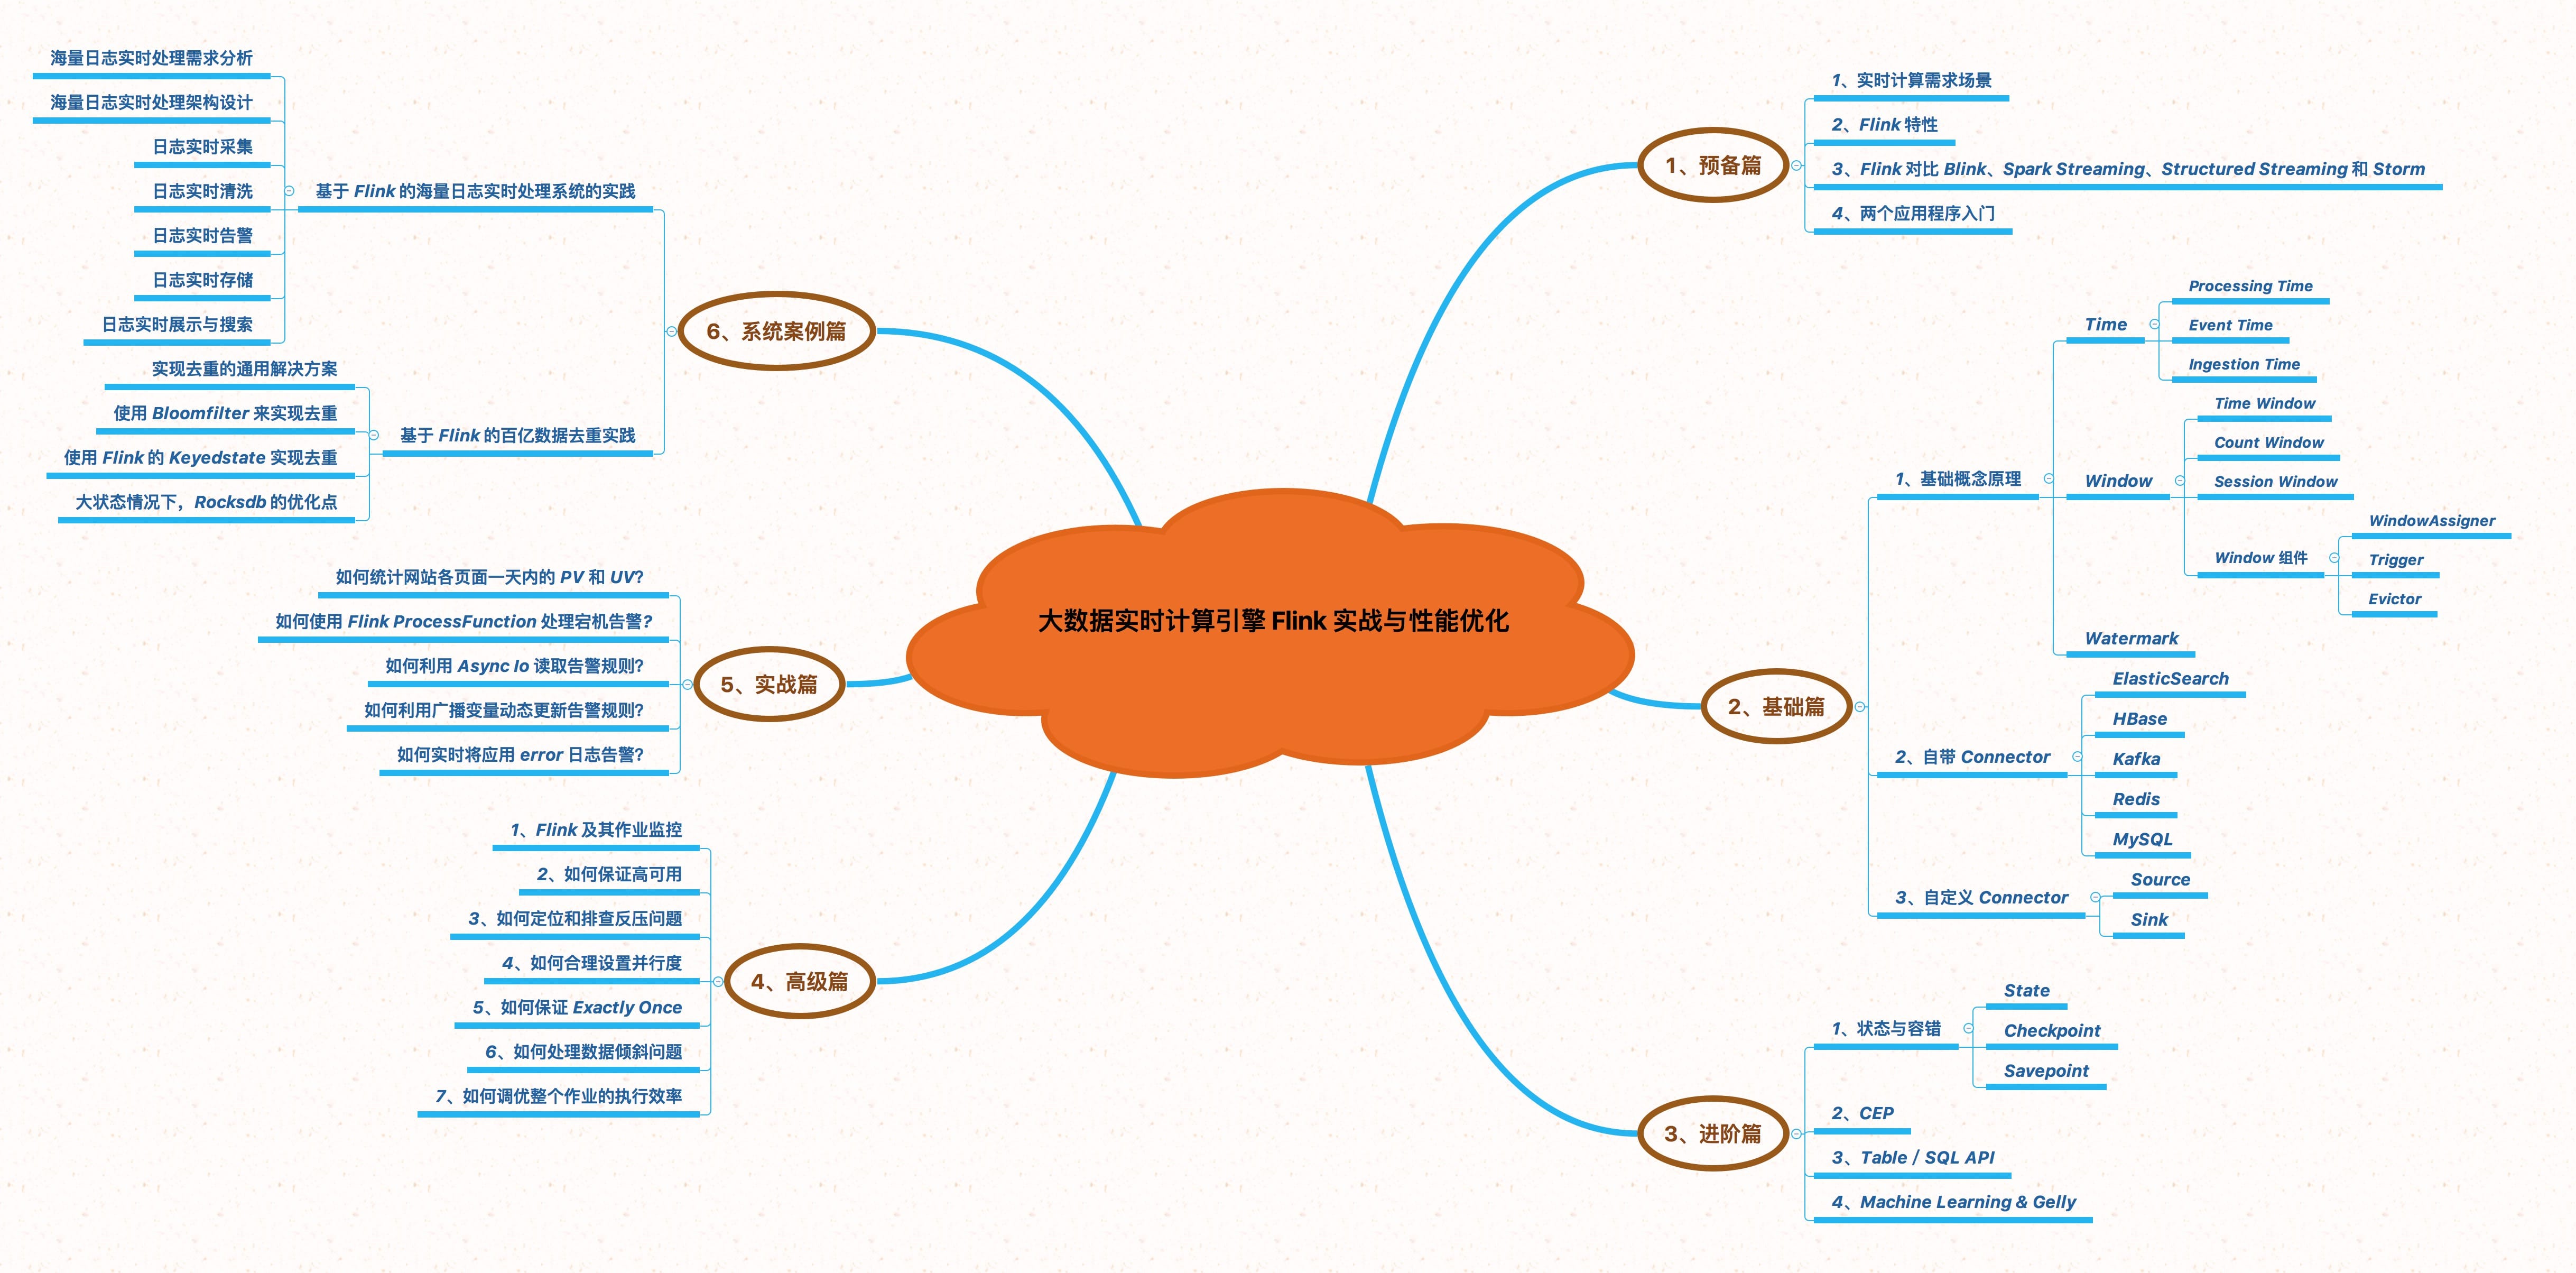 大数据实时计算引擎 Flink 实战与性能优化
1、预备篇
1、实时计算需求场景
2、Flink 特性
3、Flink 对比 Blink、Spark Streaming、Structured Streaming 和 Storm
4、两个应用程序入门
2、基础篇
1、基础概念原理
Time
Processing Time
Event Time
Ingestion Time
Window
Time Window
Count Window
Session Window
Window 组件
WindowAssigner
Trigger
Evictor
Watermark
2、自带 Connector
ElasticSearch
HBase
Kafka
Redis
MySQL
3、自定义 Connector
Source
Sink
3、进阶篇
1、状态与容错
State
Checkpoint
Savepoint
2、CEP
3、Table / SQL API
4、Machine Learning & Gelly
4、高级篇
1、Flink 及其作业监控
2、如何保证高可用
3、如何定位和排查反压问题
4、如何合理设置并行度
5、如何保证 Exactly Once
6、如何处理数据倾斜问题
7、如何调优整个作业的执行效率
5、实战篇
如何统计网站各页面一天内的 PV 和 UV？
如何使用 Flink ProcessFunction 处理宕机告警?
如何利用 Async Io 读取告警规则？
如何利用广播变量动态更新告警规则？
如何实时将应用 error 日志告警？
6、系统案例篇
基于 Flink 的海量日志实时处理系统的实践
海量日志实时处理需求分析
海量日志实时处理架构设计
日志实时采集
日志实时清洗
日志实时告警
日志实时存储
日志实时展示与搜索
基于 Flink 的百亿数据去重实践
实现去重的通用解决方案
使用 Bloomfilter 来实现去重
使用 Flink 的 Keyedstate 实现去重
大状态情况下，Rocksdb 的优化点